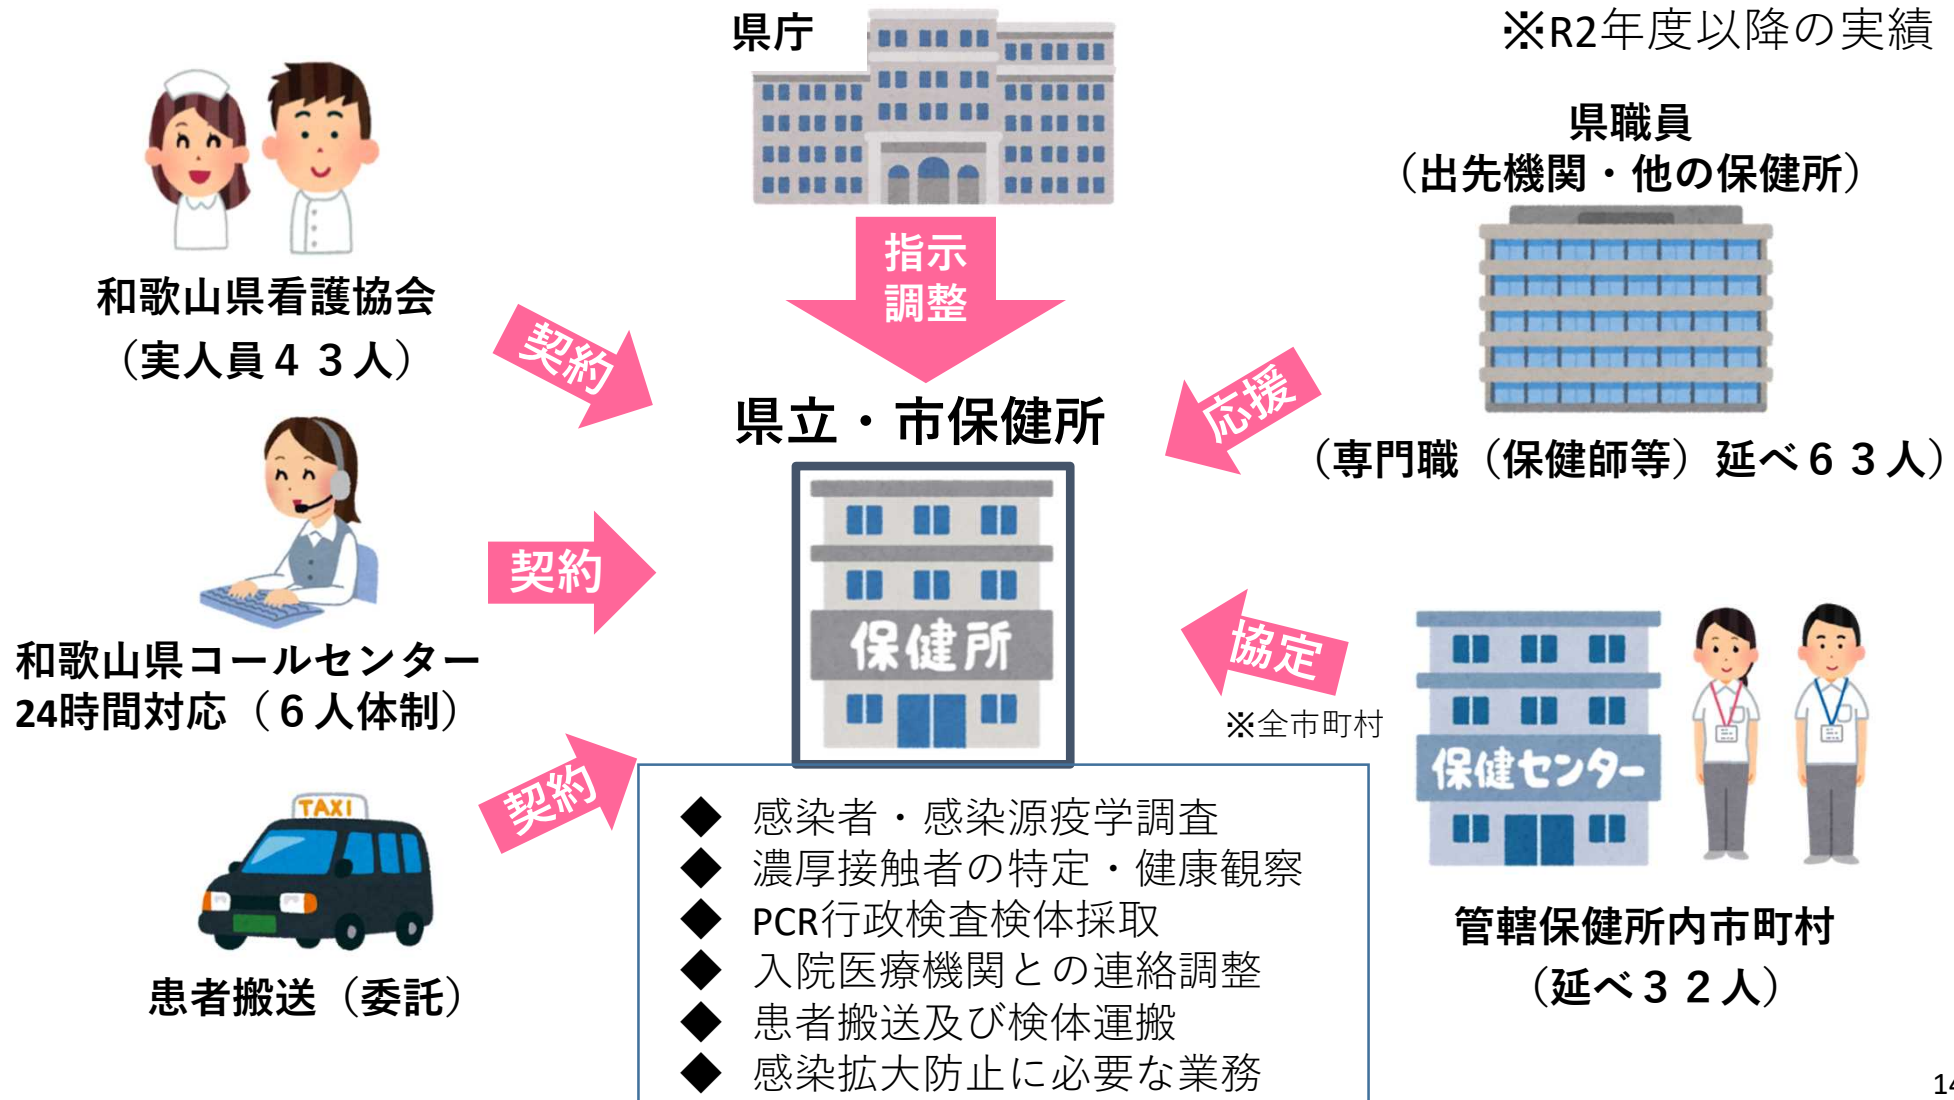 県庁
※R2年度以降の実績
県職員
（出先機関・他の保健所）
指示
調整
和歌山県看護協会
（実人員４３人）
契約
応援
県立・市保健所
（専門職（保健師等）延べ６３人）
契約
保健所
協定
※全市町村
和歌山県コールセンター
24時間対応（６人体制）
保健センター
契約
TAXI
患者搬送（委託）
◆ 感染者・感染源疫学調査
◆ 濃厚接触者の特定・健康観察
◆ PCR行政検査検体採取
◆ 入院医療機関との連絡調整
◆ 患者搬送及び検体運搬
◆ 感染拡大防止に必要な業務
管轄保健所内市町村
（延べ３２人）
14